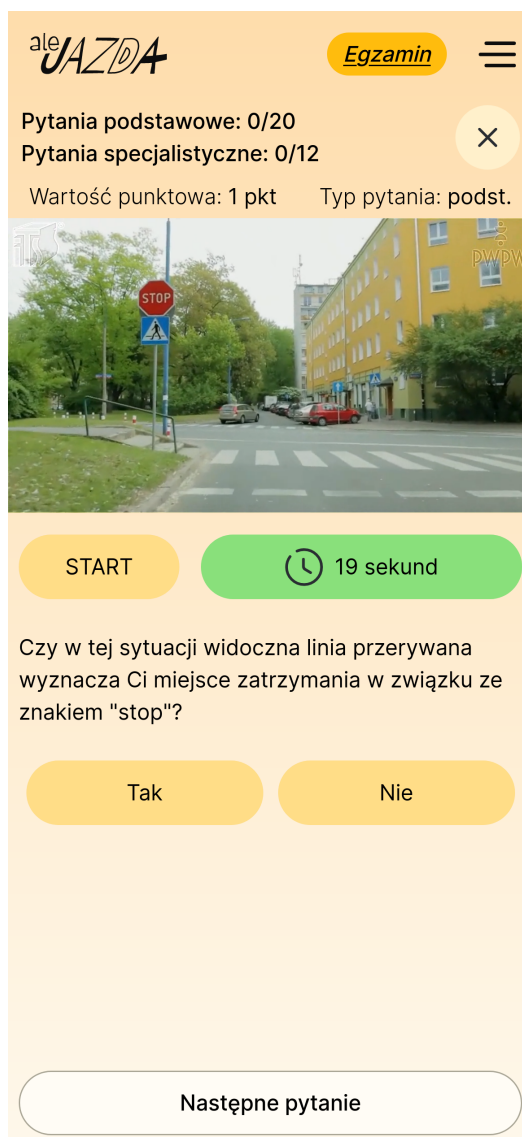 ale JAZDA
Egzamin
Pytania podstawowe: 0/20
Pytania specjalistyczne: 0/12
Wartość punktowa: 1 pkt
Typ pytania: podst.
ITS
PWPW
STOP
START
19 sekund
Czy w tej sytuacji widoczna linia przerywana
wyznacza Ci miejsce zatrzymania w związku ze
znakiem "stop"?
Tak
Nie
Następne pytanie